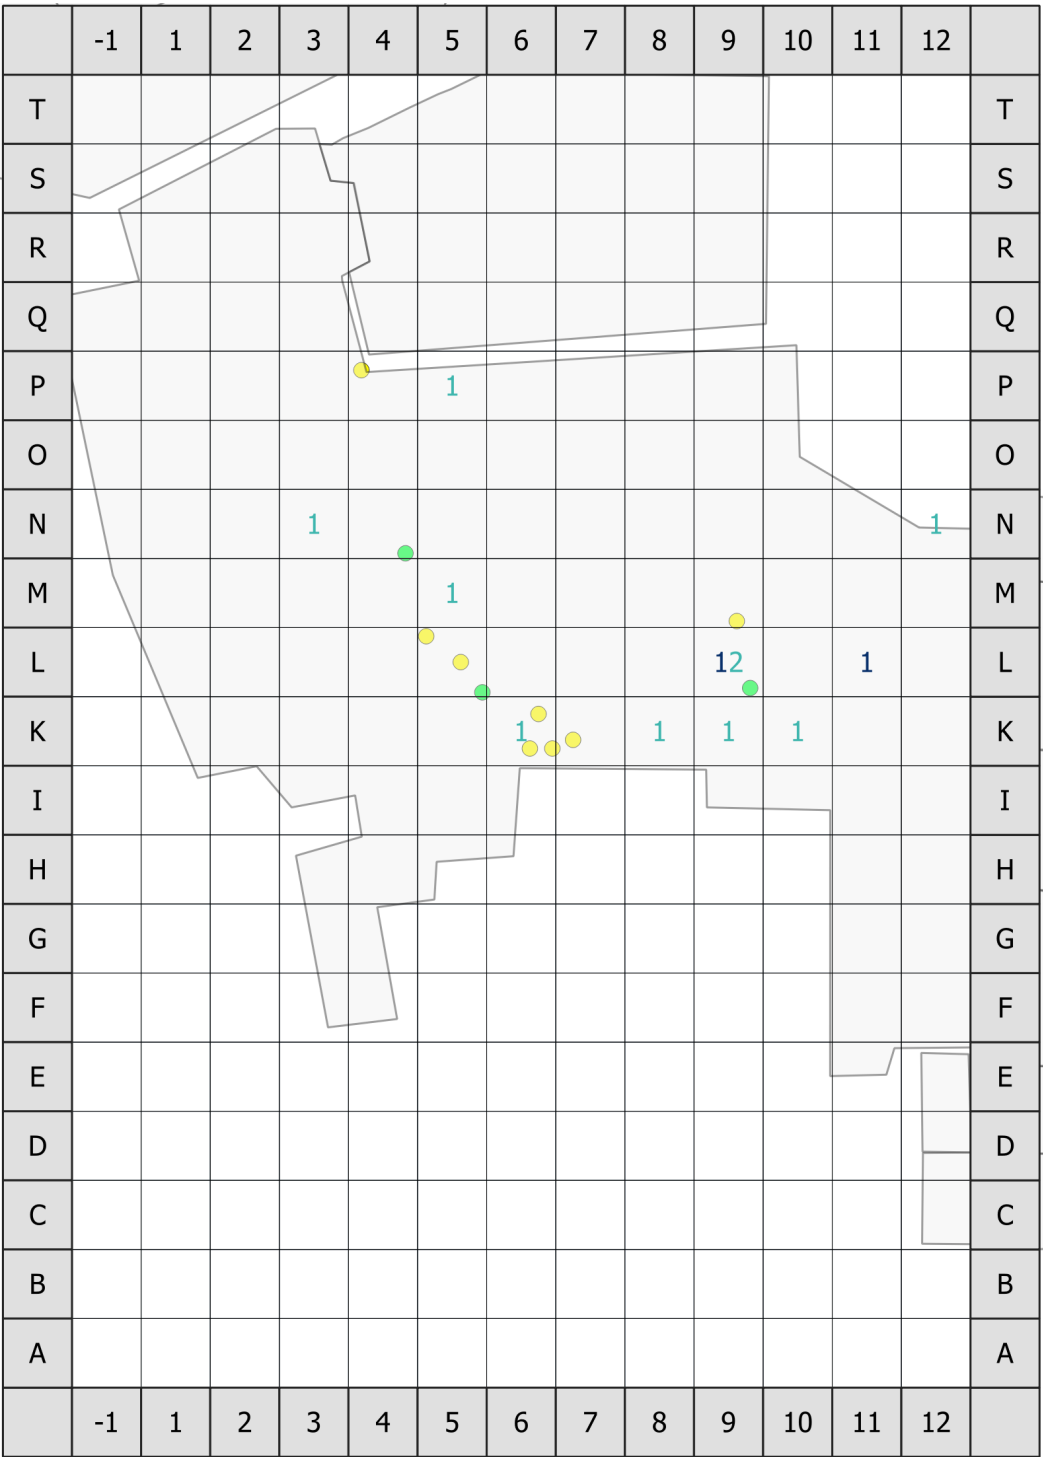 -1 1 2 3 4 5 6 7 8 9 10 11 12
T T
S S
R R
Q Q
P 1 P
O O
N 1 1 N
M 1 M
L 12 1 L
K 1 1 1 1 K
I I
H H
G G
F F
E E
D D
C C
B B
A A
-1 1 2 3 4 5 6 7 8 9 10 11 12